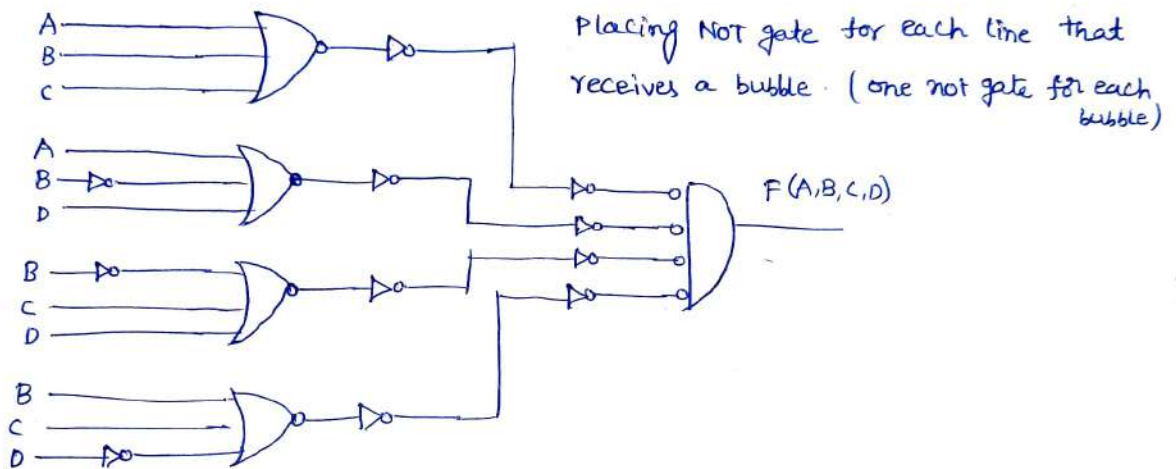 A
B
C
Placing NOT gate for each line that
receives a bubble. (one not gate for each
bubble)
A
B
D
F(A,B,C,D)
B
C
D
B
C
D